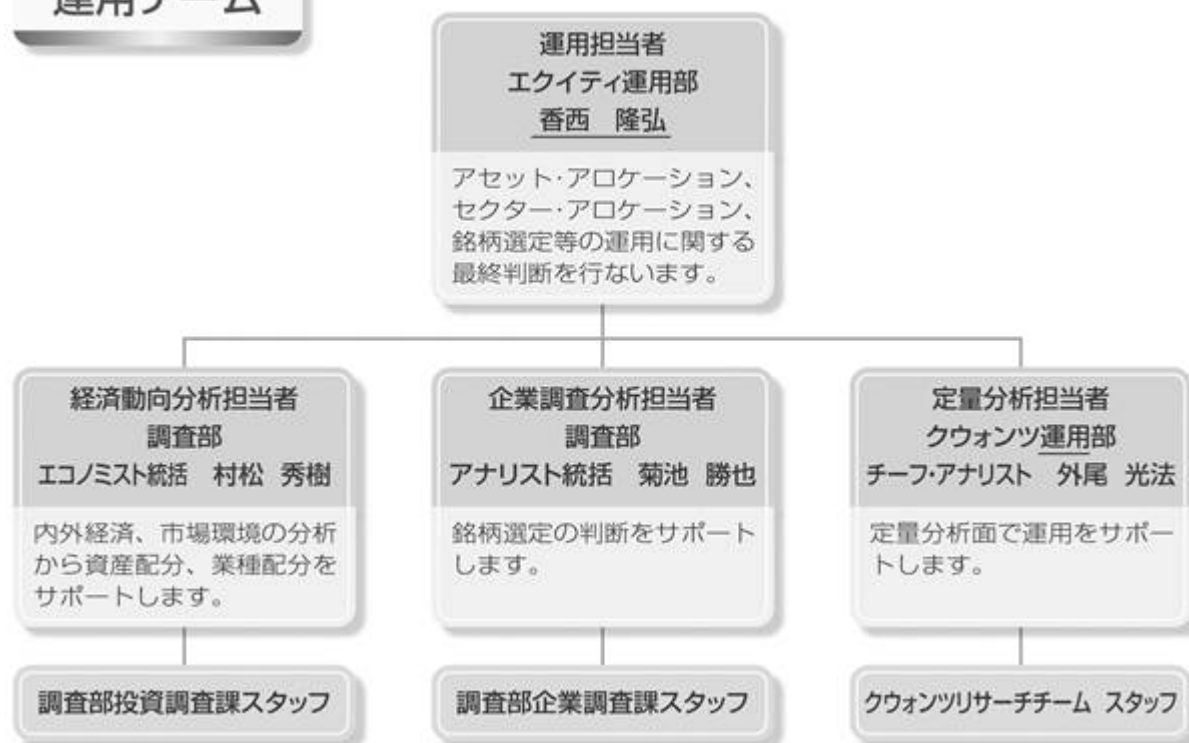 運用チーム
運用担当者
エクイティ運用部
香西 隆弘
アセット・アロケーション、
セクター・アロケーション、
銘柄選定等の運用に関する
最終判断を行ないます。
経済動向分析担当者
調査部
エコノミスト統括 村松 秀樹
内外経済、市場環境の分析
から資産配分、業種配分を
サポートします。
調査部投資調査課スタッフ
企業調査分析担当者
調査部
アナリスト統括 菊池 勝也
銘柄選定の判断をサポート
します。
調査部企業調査課スタッフ
定量分析担当者
クウォンツ運用部
チーフ・アナリスト 外尾 光法
定量分析面で運用をサポー
トします。
クウォンツリサーチチーム スタッフ